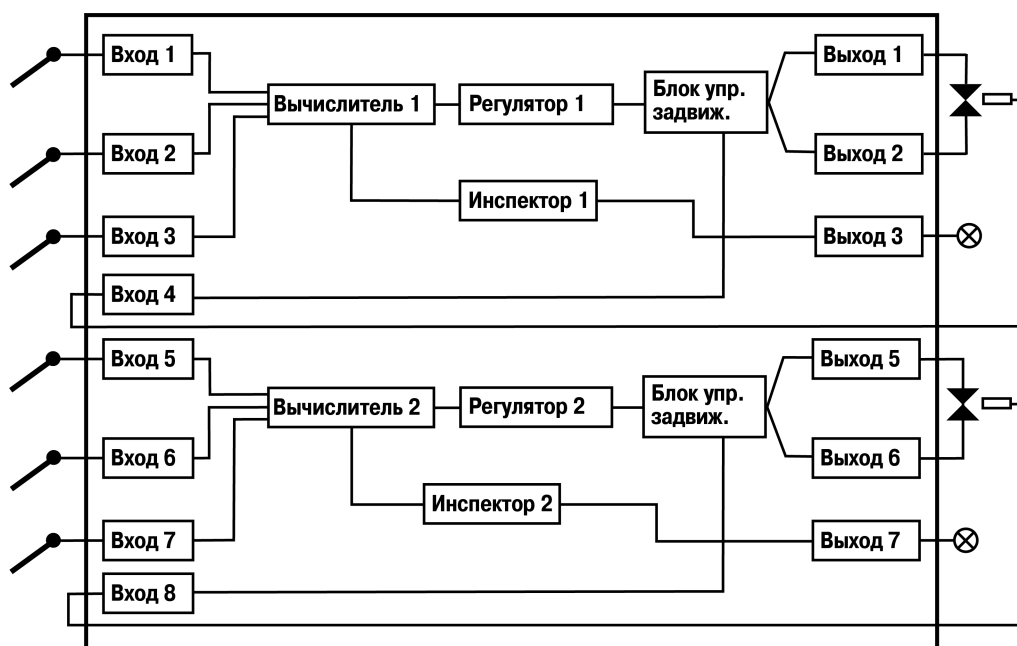 Вход 1
Вычислитель 1
Регулятор 1
Блок упр.
задвиж.
Выход 1
Вход 2
Выход 2
Инспектор 1
Вход 3
Выход 3
Вход 4
Вход 5
Вычислитель 2
Регулятор 2
Блок упр.
задвиж.
Выход 5
Вход 6
Выход 6
Инспектор 2
Вход 7
Выход 7
Вход 8